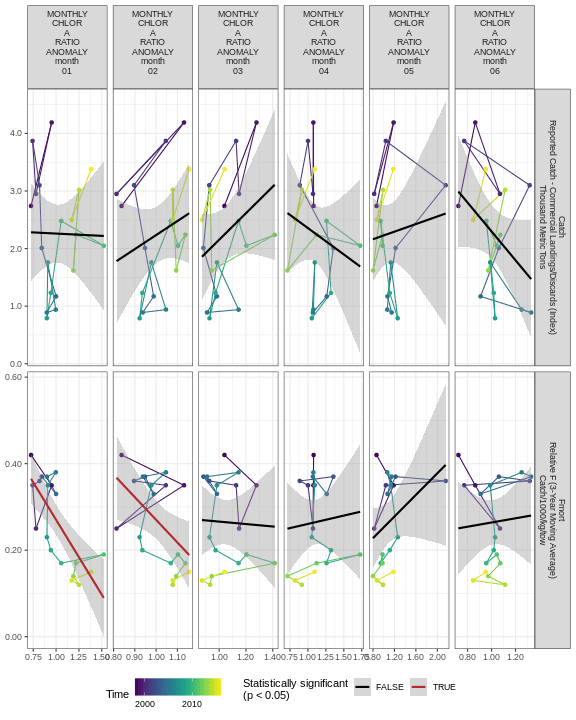 MONTHLY
CHLOR
A
RATIO
ANOMALY
month
01
MONTHLY
CHLOR
A
RATIO
ANOMALY
month
02
MONTHLY
CHLOR
A
RATIO
ANOMALY
month
03
MONTHLY
CHLOR
A
RATIO
ANOMALY
month
04
MONTHLY
CHLOR
A
RATIO
ANOMALY
month
05
MONTHLY
CHLOR
A
RATIO
ANOMALY
month
06
4.0
3.0
2.0
1.0
0.0
Catch
Reported Catch - Commercial Landings/Discards (Index)
Thousand Metric Tons
0.60
0.40
0.20
0.00
Fmort
Relative F (3-Year Moving Average)
Catch/1000/kg/tow
0.75 1.00 1.25 1.50
0.80 0.90 1.00 1.10
1.00 1.20 1.40
0.75 1.00 1.25 1.50 1.75
0.80 1.20 1.60 2.00
0.80 1.00 1.20
Time
2000 2010
Statistically significant
(p < 0.05)
FALSE TRUE